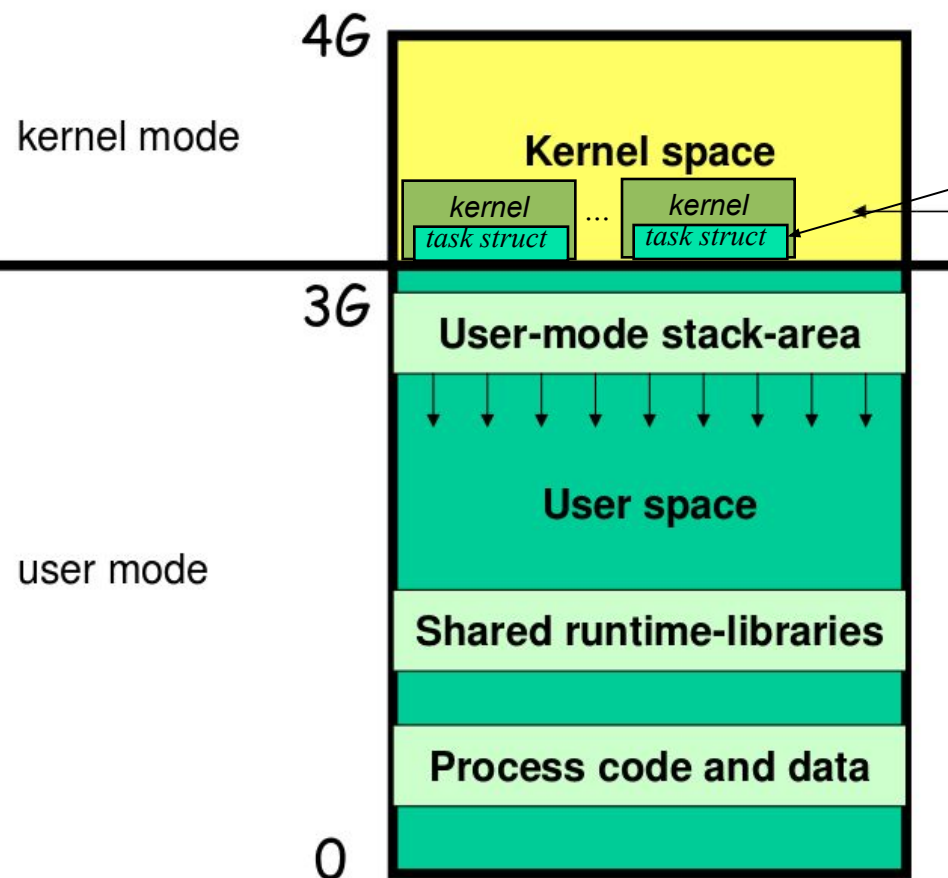 4G
kernel mode
Kernel space
kernel
task struct
...
kernel
task struct
3G
User-mode stack-area
User space
user mode
Shared runtime-libraries
Process code and data
0